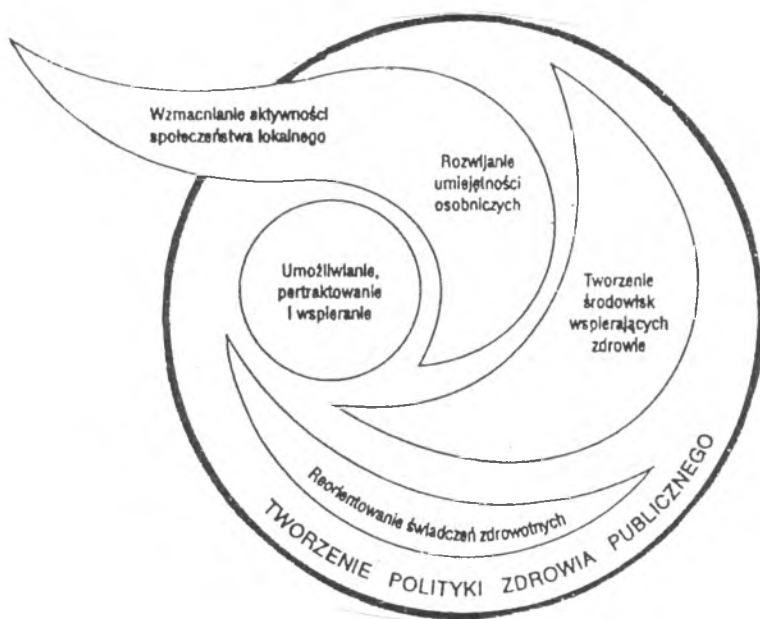 Wzmacnianie aktywności
społeczeństwa lokalnego
Rozwijanie
umiejętności
osobniczych
Umożliwianie,
pertraktowanie
i wspieranie
Tworzenie
środowisk
wspierających
zdrowie
Reorientowanie świadczeń zdrowotnych
TWORZENIE POLITYKI ZDROWIA PUBLICZNEGO